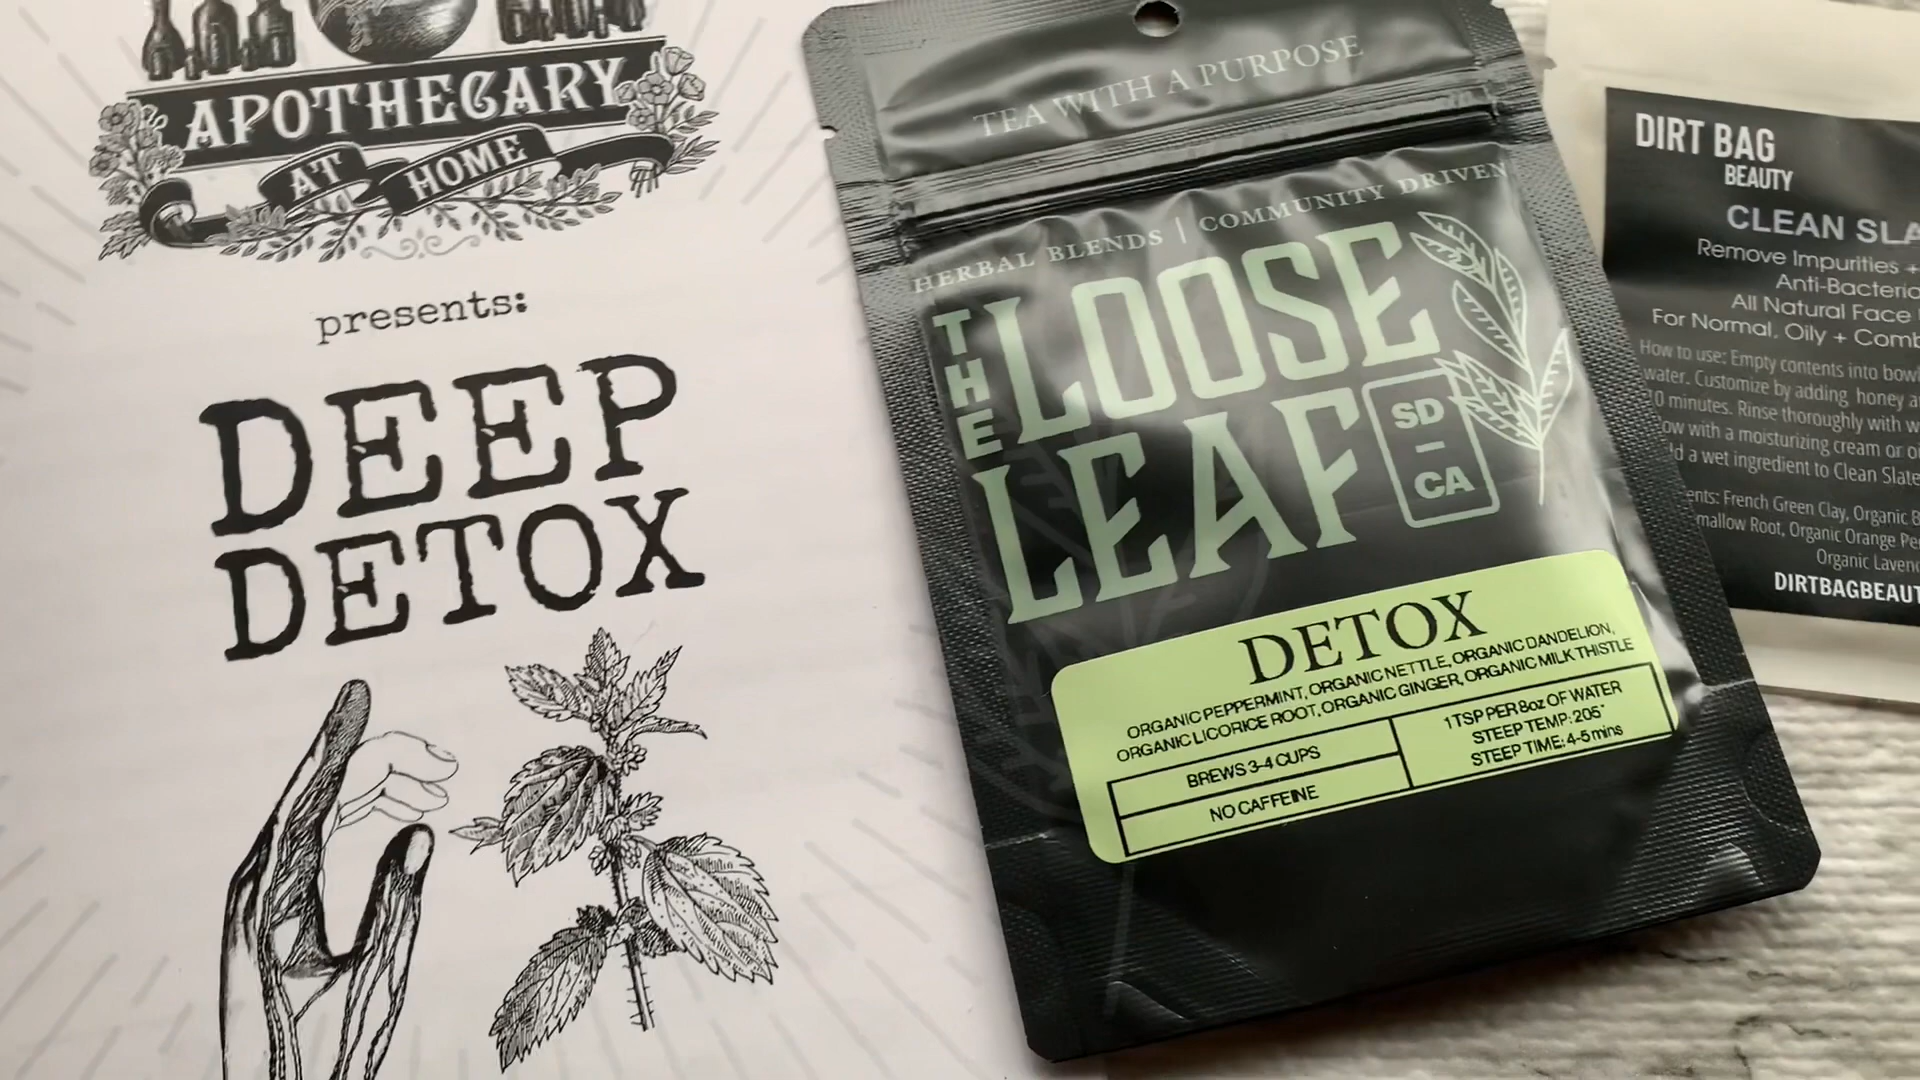 APOTHECARY
AT HOME
presents:
DEEP
DETOX
TEA WITH A PURPOSE
HERBAL BLENDS | COMMUNITY DRIVEN
THE LOOSE
LEAF
SD
—
CA
DETOX
ORGANIC PEPPERMINT, ORGANIC NETTLE, ORGANIC DANDELION,
ORGANIC LICORICE ROOT, ORGANIC GINGER, ORGANIC MILK THISTLE
BREWS 3-4 CUPS
NO CAFFEINE
1 TSP PER 8oz OF WATER
STEEP TEMP: 205°
STEEP TIME: 4-5 mins
DIRT BAG
BEAUTY
CLEAN SLA
Remove Impurities +
Anti-Bacteria
All Natural Face
For Normal, Oily + Comb
How to use: Empty contents into bowl
water. Customize by adding honey a
10 minutes. Rinse thoroughly with w
ow with a moisturizing cream or oi
d a wet ingredient to Clean Slate
ents: French Green Clay, Organic B
mallow Root, Organic Orange Pe
Organic Laven
DIRTBAGBEAUT